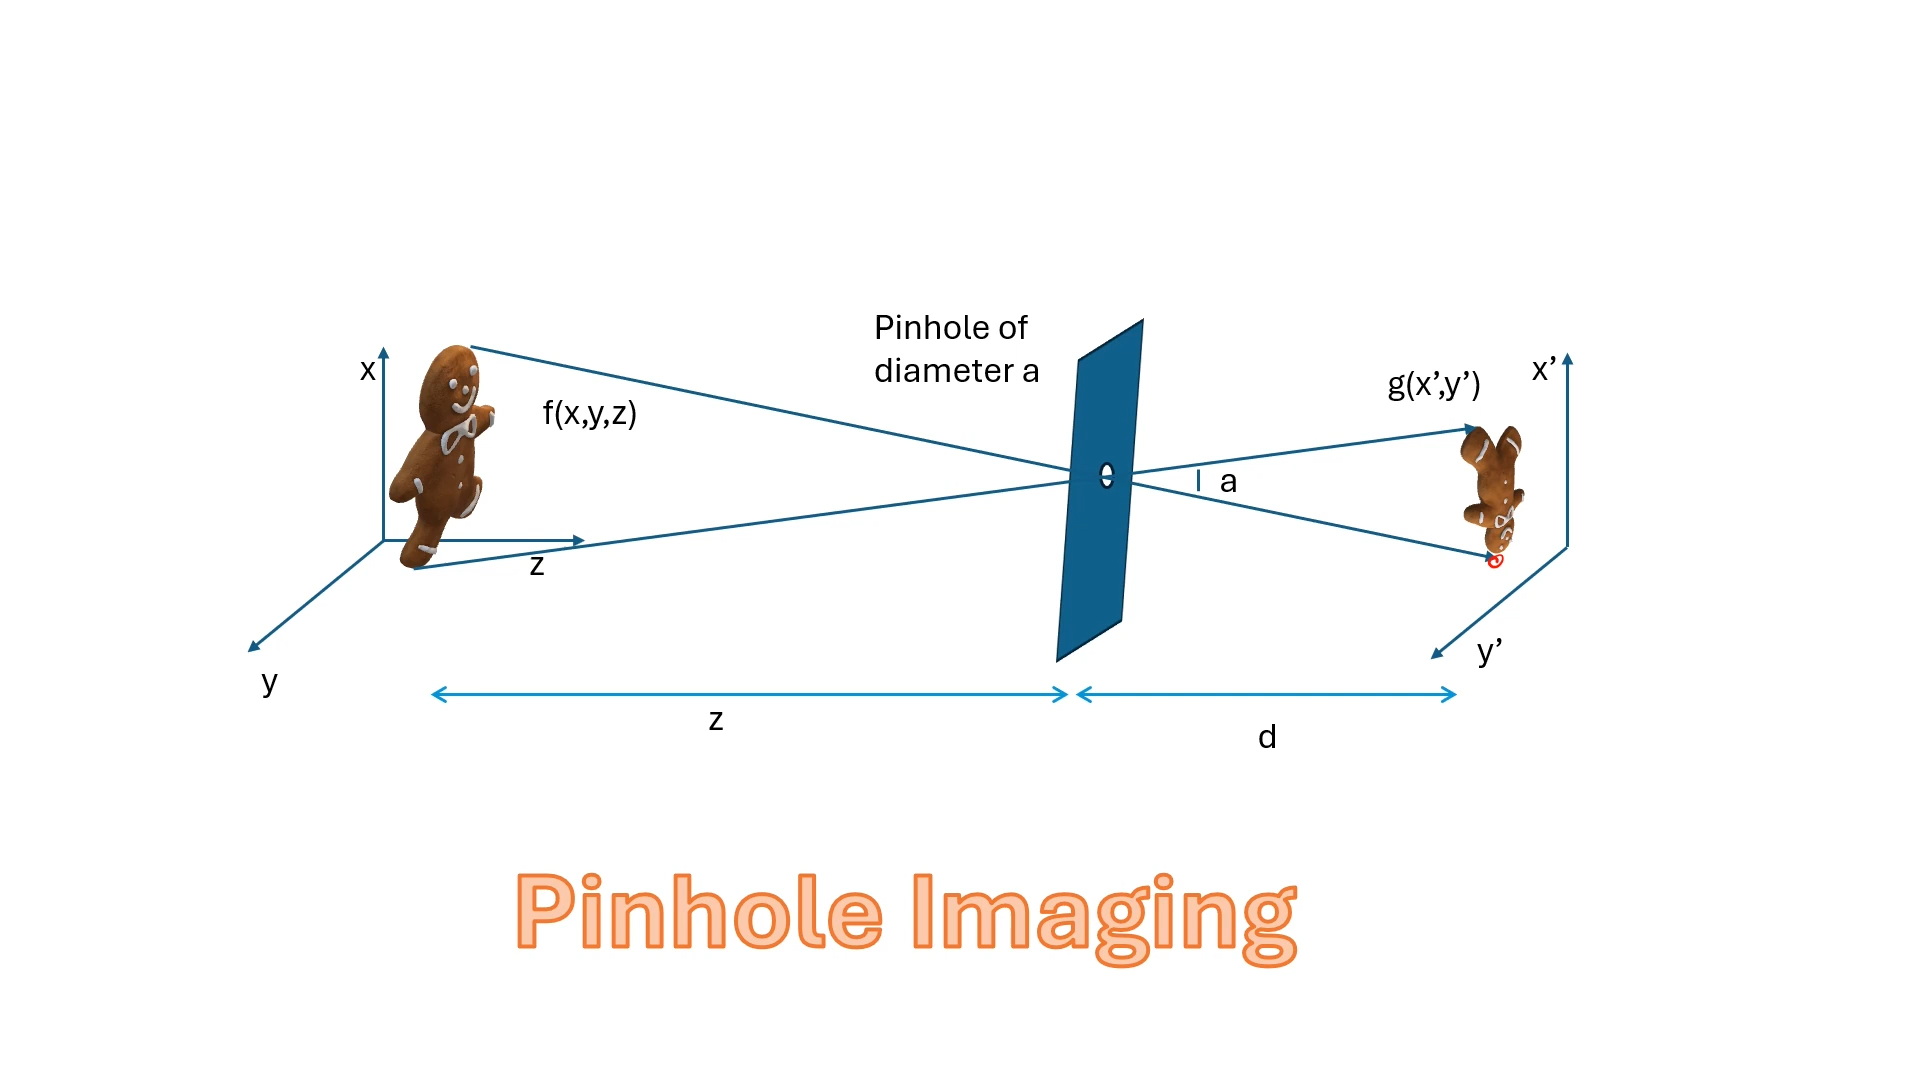 Pinhole of
diameter a
x
f(x,y,z)
g(x’,y’)
x’
a
z
y
y’
z
d
Pinhole Imaging